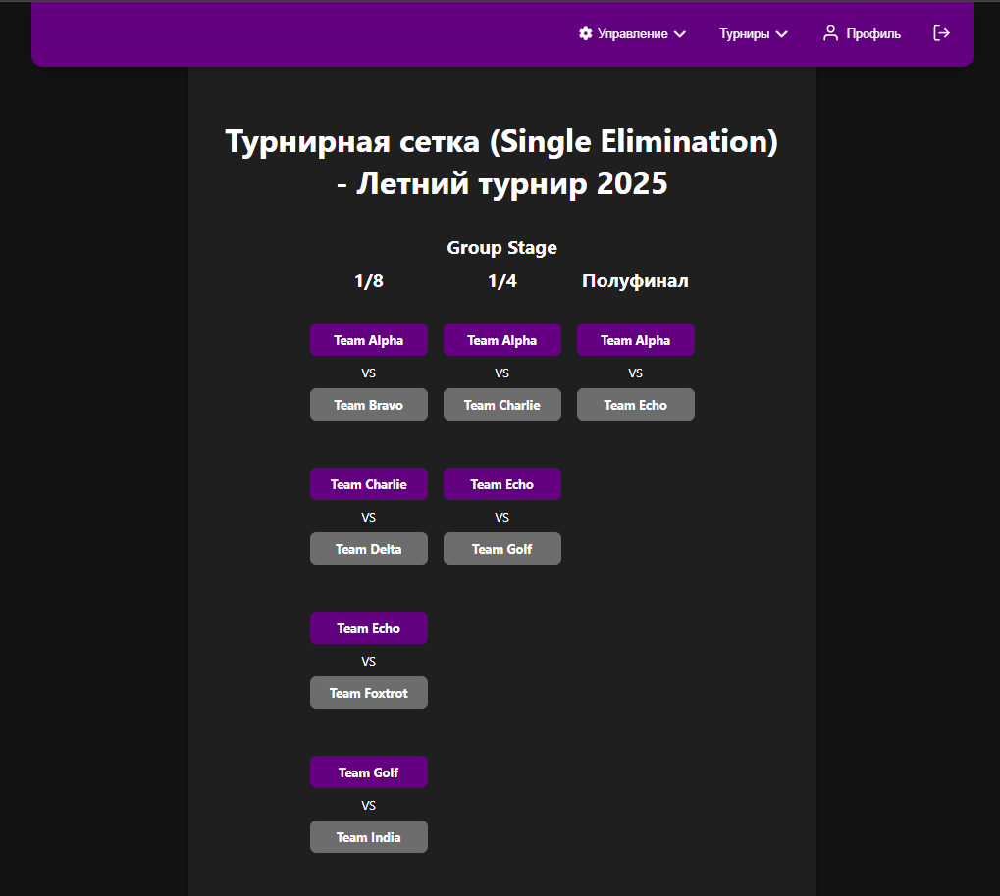 Управление Турниры Профиль
Турнирная сетка (Single Elimination)
- Летний турнир 2025
Group Stage
1/8 1/4 Полуфинал
Team Alpha Team Alpha Team Alpha
VS VS VS
Team Bravo Team Charlie Team Echo
Team Charlie Team Echo
VS VS
Team Delta Team Golf
Team Echo
VS
Team Foxtrot
Team Golf
VS
Team India